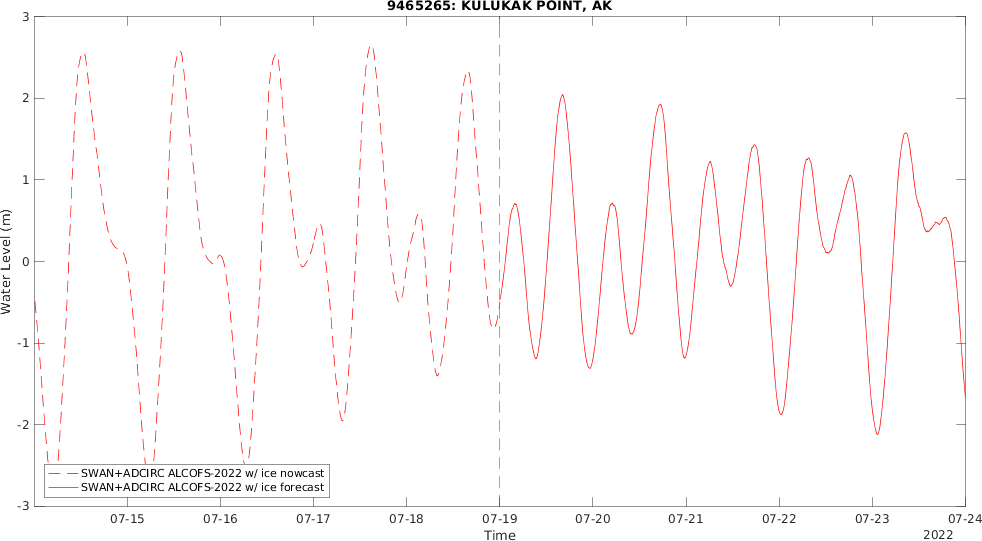 9465265: KULUKAK POINT, AK
Water Level (m)
3
2
1
0
-1
-2
-3
SWAN+ADCIRC ALCOFS-2022 w/ ice nowcast
SWAN+ADCIRC ALCOFS-2022 w/ ice forecast
07-15 07-16 07-17 07-18 07-19 07-20 07-21 07-22 07-23 07-24
Time
2022